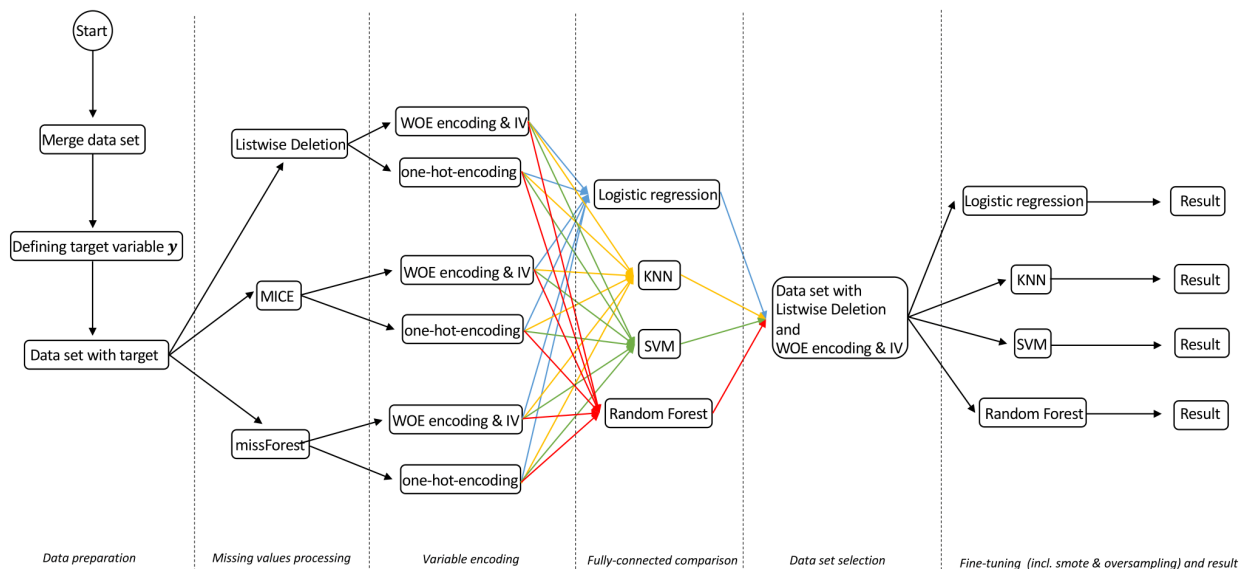 Start
Merge data set
Defining target variable y
Data set with target
Listwise Deletion
MICE
missForest
WOE encoding & IV
one-hot-encoding
WOE encoding & IV
one-hot-encoding
WOE encoding & IV
one-hot-encoding
Logistic regression
KNN
SVM
Random Forest
Data set with
Listwise Deletion
and
WOE encoding & IV
Logistic regression
KNN
SVM
Random Forest
Result
Result
Result
Result
Data preparation
Missing values processing
Variable encoding
Fully-connected comparison
Data set selection
Fine-tuning (incl. smote & oversampling) and result